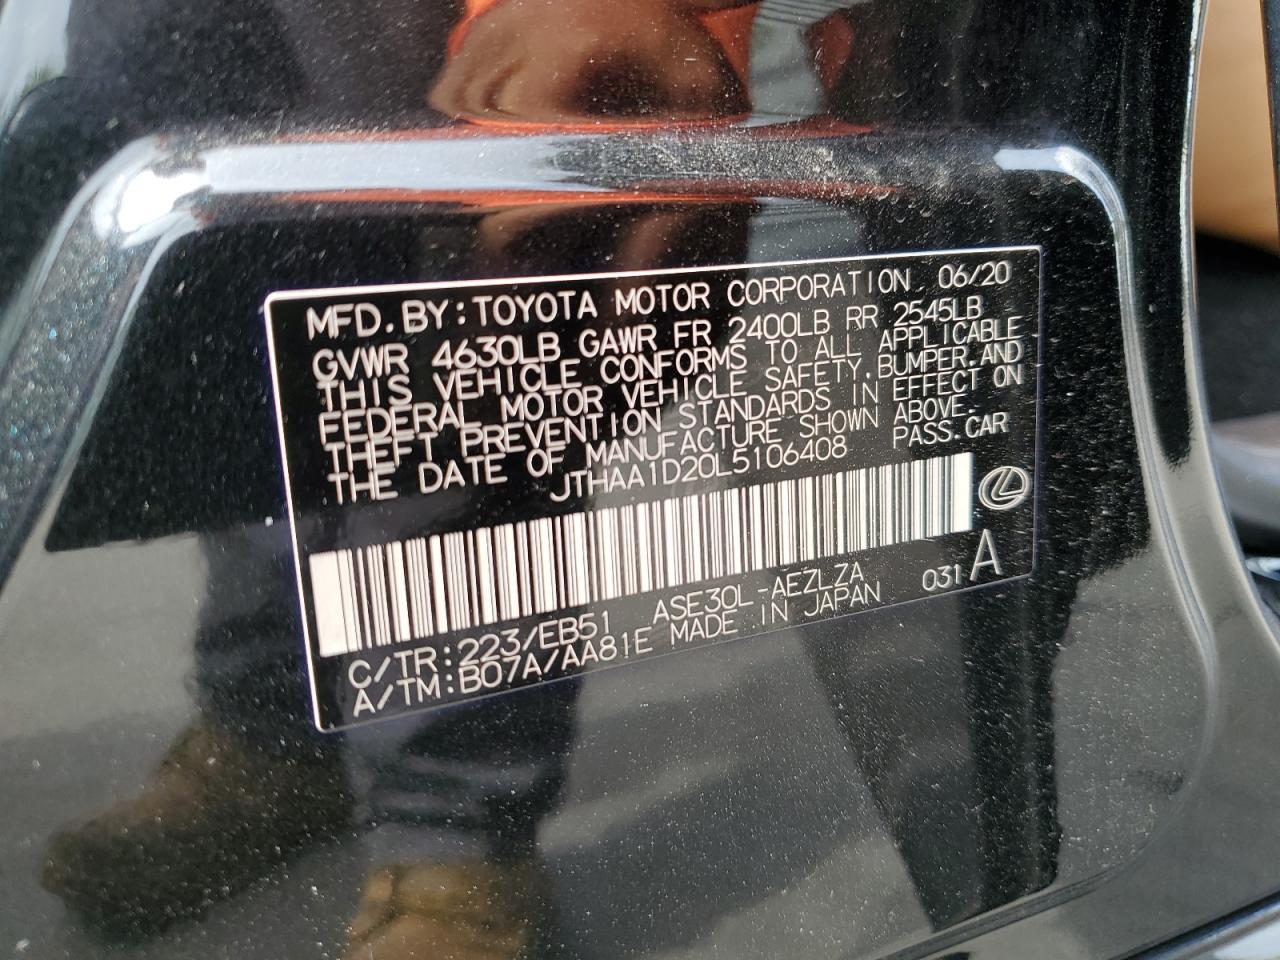 MFD. BY: TOYOTA MOTOR CORPORATION 06/20
GVWR 4630LB GAWR FR 2400LB RR 2545LB
THIS VEHICLE CONFORMS TO ALL APPLICABLE
FEDERAL MOTOR VEHICLE SAFETY, BUMPER, AND
THEFT PREVENTION STANDARDS IN EFFECT ON
THE DATE OF MANUFACTURE SHOWN ABOVE.
JTHAA1D20L5106408 PASS. CAR
C/TR: 223/EB51 ASE30L-AEZLZA 031 A
A/TM: B07A/AA81E MADE IN JAPAN